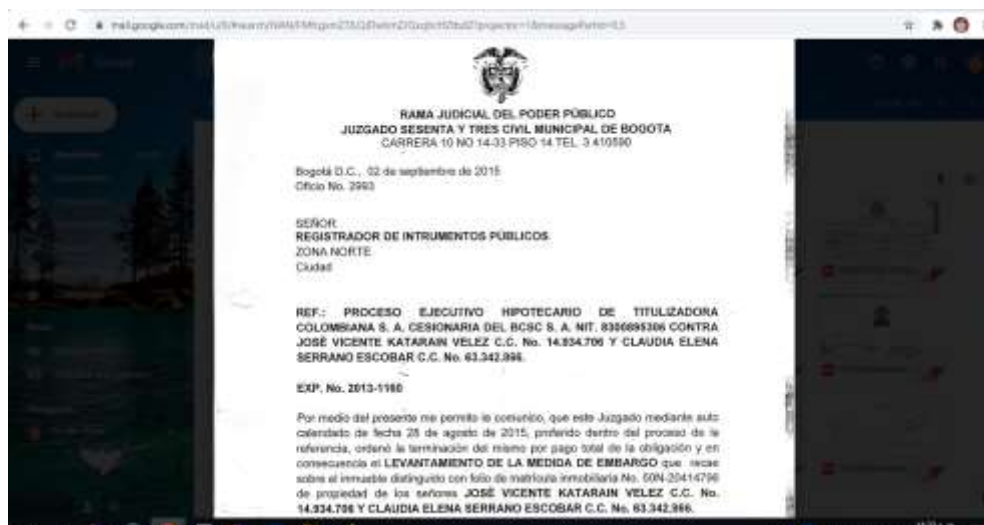 RAMA JUDICIAL DEL PODER PÚBLICO
JUZGADO SESENTA Y TRES CIVIL MUNICIPAL DE BOGOTA
CARRERA 10 NO 14-33 PISO 14 TEL. 3 410590
Bogotá D.C., 02 de septiembre de 2015
Oficio No. 2993
SEÑOR
REGISTRADOR DE INTRUMENTOS PÚBLICOS
ZONA NORTE
Ciudad
REF.: PROCESO EJECUTIVO HIPOTECARIO DE TITULIZADORA
COLOMBIANA S. A. CESIONARIA DEL BCSC S. A. NIT. 8300895306 CONTRA
JOSÉ VICENTE KATARAIN VELEZ C.C. No. 14.934.706 Y CLAUDIA ELENA
SERRANO ESCOBAR C.C. No. 63.342.966.
EXP. No. 2013-1160
Por medio del presente me permito le comunico, que este Juzgado mediante auto
calendado de fecha 28 de agosto de 2015, proferido dentro del proceso de la
referencia, ordenó la terminación del mismo por pago total de la obligación y en
consecuencia el LEVANTAMIENTO DE LA MEDIDA DE EMBARGO que recae
sobre el inmueble distinguido con folio de matrícula inmobiliaria No. 50N-20414796
de propiedad de los señores JOSÉ VICENTE KATARAIN VELEZ C.C. No.
14.934.706 Y CLAUDIA ELENA SERRANO ESCOBAR C.C. No. 63.342.966.